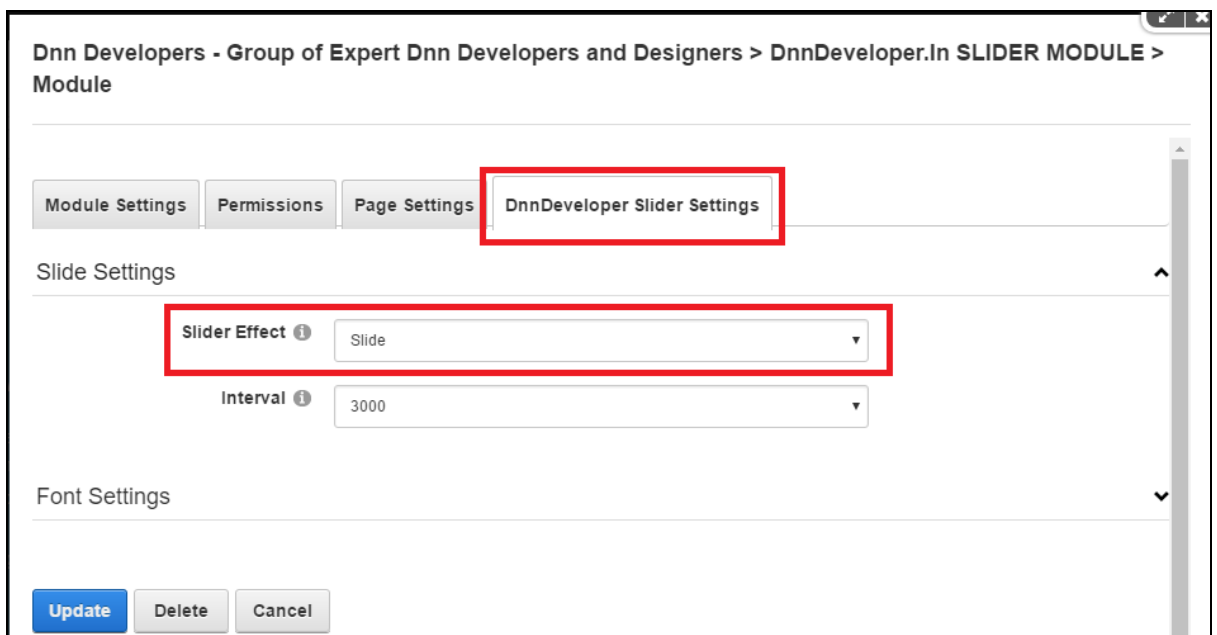 Dnn Developers - Group of Expert Dnn Developers and Designers > DnnDeveloper.In SLIDER MODULE >
Module
Module Settings Permissions Page Settings DnnDeveloper Slider Settings
Slide Settings
Slider Effect Slide
Interval 3000
Font Settings
Update Delete Cancel